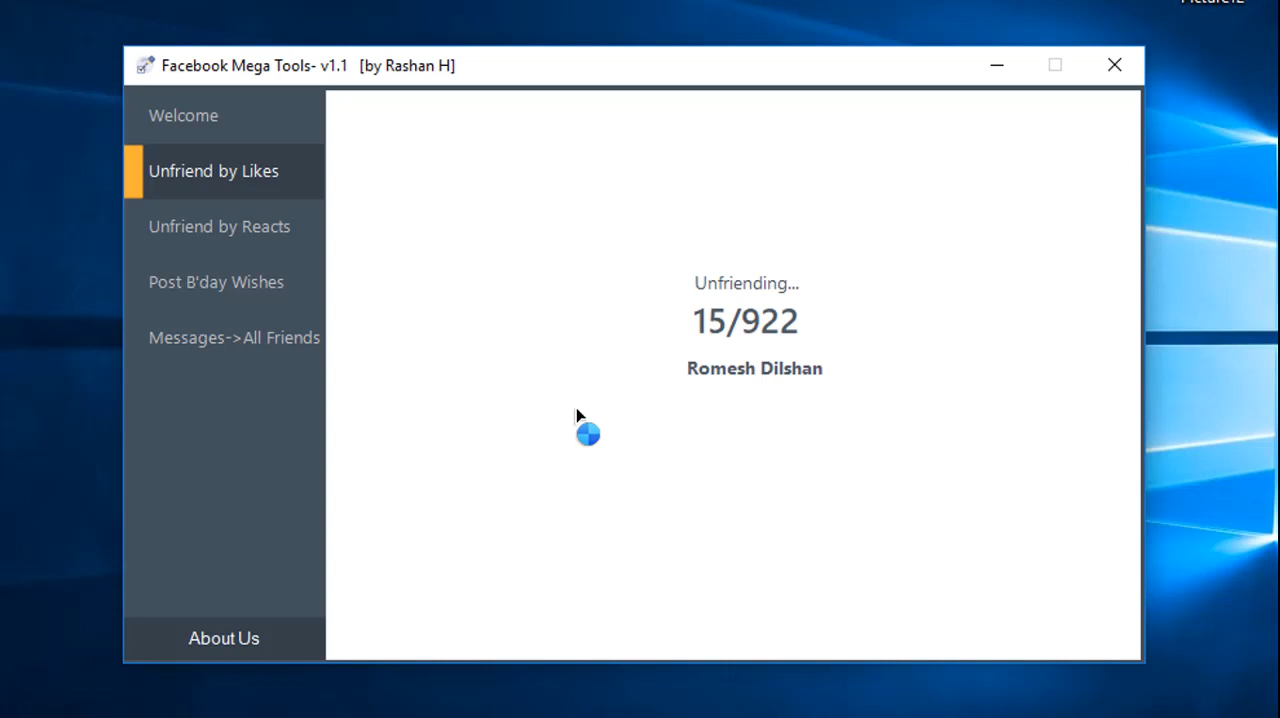 Facebook Mega Tools- v1.1 [by Rashan H]
Welcome
Unfriend by Likes
Unfriend by Reacts
Post B'day Wishes
Messages->All Friends
About Us
Unfriending...
15/922
Romesh Dilshan